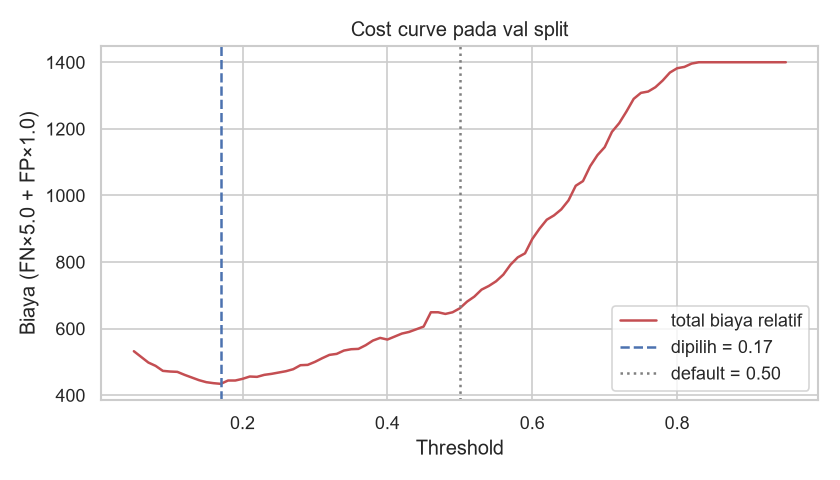 Cost curve pada val split
Biaya (FN×5.0 + FP×1.0)
1400
1200
1000
800
600
400
0.2
0.4
0.6
0.8
Threshold
total biaya relatif
dipilih = 0.17
default = 0.50